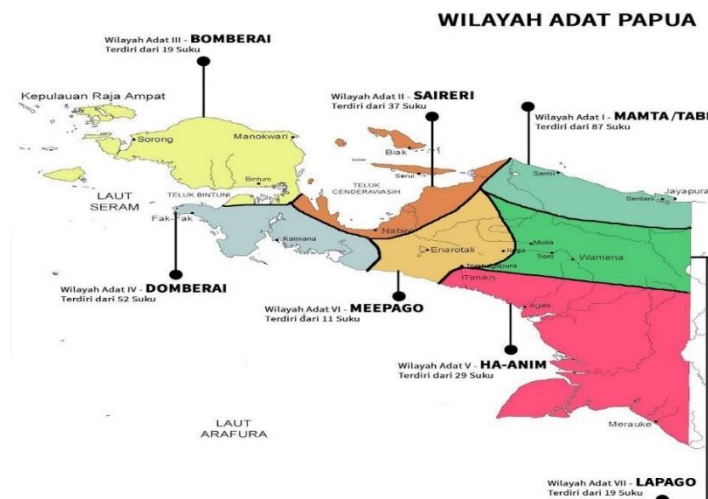 WILAYAH ADAT PAPUA
Wilayah Adat III - BOMBERAI
Terdiri dari 19 Suku
Kepulauan Raja Ampat
Wilayah Adat II - SAIRERI
Terdiri dari 37 Suku
Wilayah Adat I - MAMTA/TABI
Terdiri dari 87 Suku
Sorong
Manokwari
Biak
Serui
Sarmi
Jayapura
Sentani
Bintuni
TELUK BINTUNI
TELUK
CENDERAWASIH
LAUT
SERAM
Fak-Fak
Kaimana
Nabire
Enarotali
Mulia
Tiom
Wamena
Timika
Wilayah Adat IV - DOMBERAI
Terdiri dari 52 Suku
Wilayah Adat VI - MEEPAGO
Terdiri dari 11 Suku
Agats
Wilayah Adat V - HA-ANIM
Terdiri dari 29 Suku
LAUT
ARAFURA
Merauke
Wilayah Adat VII - LAPAGO
Terdiri dari 19 Suku